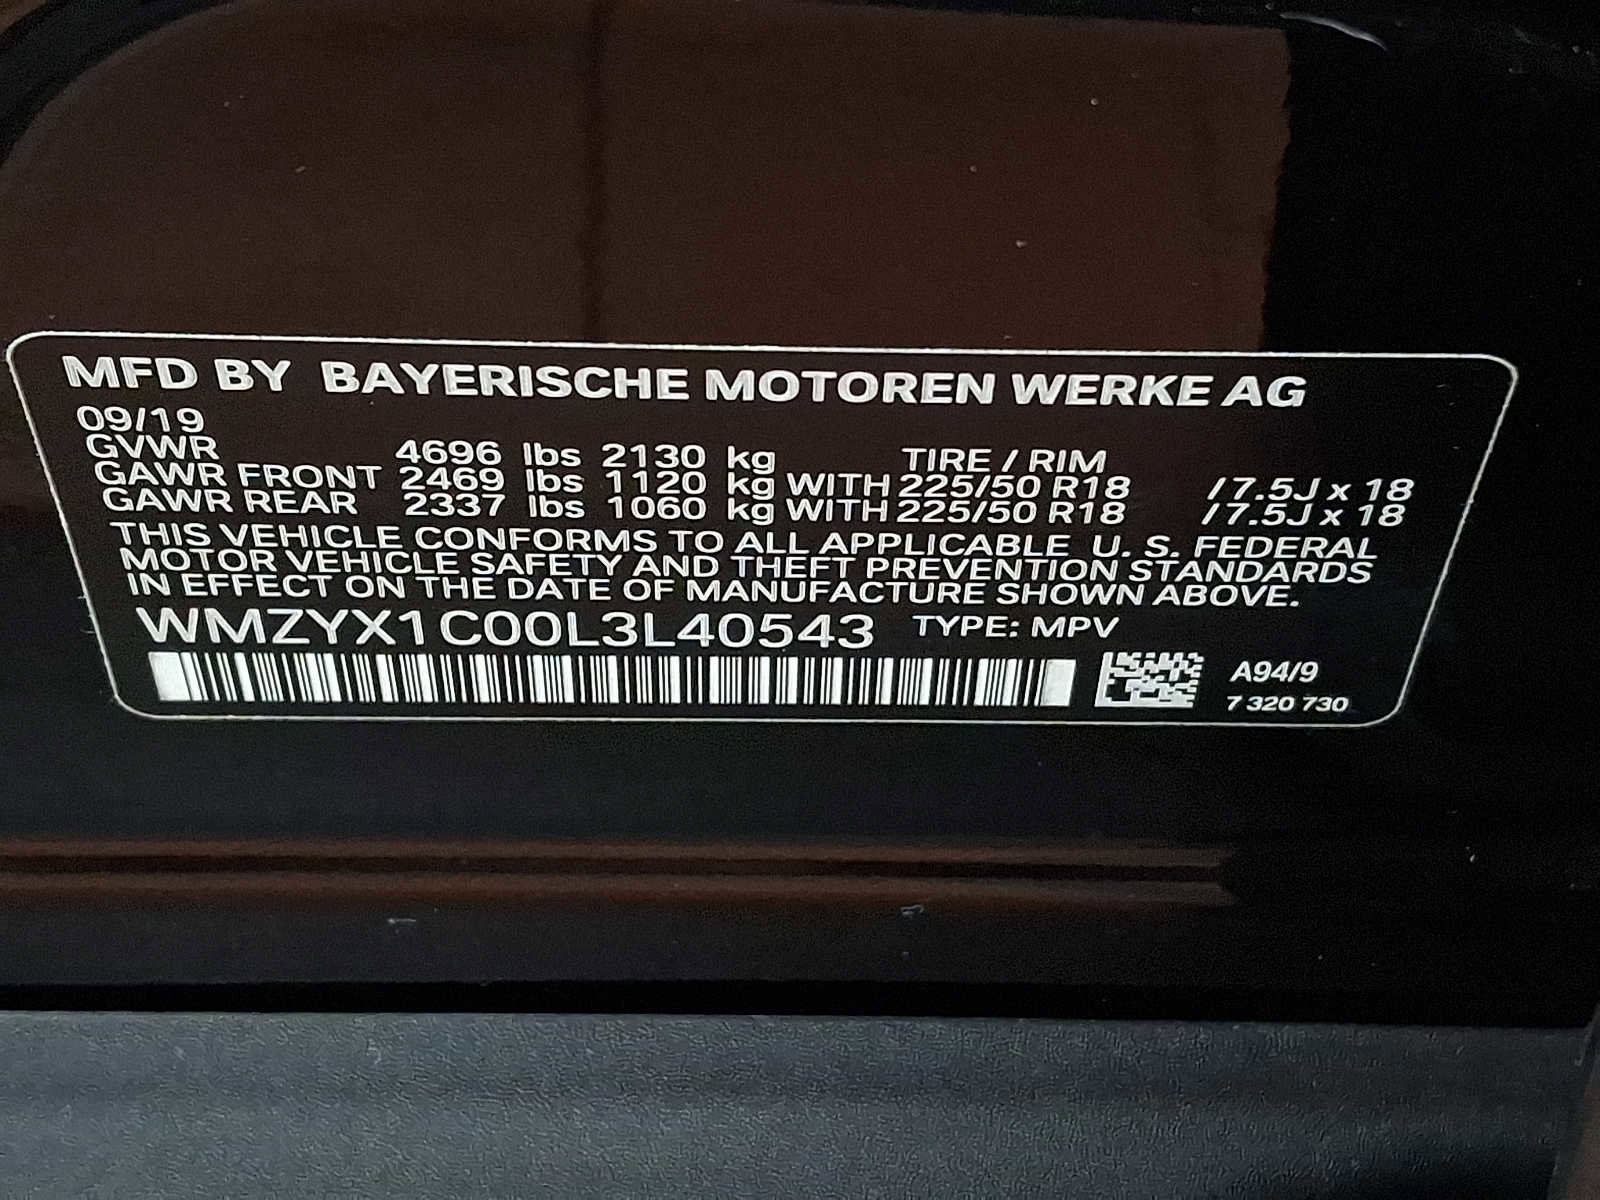 MFD BY BAYERISCHE MOTOREN WERKE AG
09/19
GVWR 4696 lbs 2130 kg TIRE / RIM
GAWR FRONT 2469 lbs 1120 kg WITH 225/50 R18 / 7.5J x 18
GAWR REAR 2337 lbs 1060 kg WITH 225/50 R18 / 7.5J x 18
THIS VEHICLE CONFORMS TO ALL APPLICABLE U. S. FEDERAL
MOTOR VEHICLE SAFETY AND THEFT PREVENTION STANDARDS
IN EFFECT ON THE DATE OF MANUFACTURE SHOWN ABOVE.
WMZYX1C00L3L40543 TYPE: MPV
A94/9
7 320 730